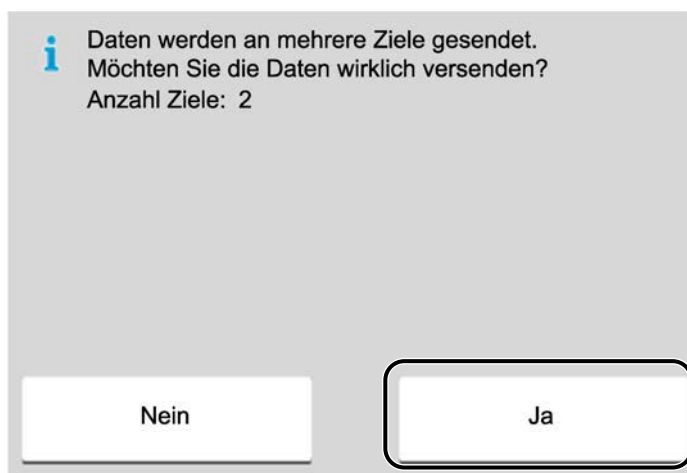 Daten werden an mehrere Ziele gesendet.
Möchten Sie die Daten wirklich versenden?
Anzahl Ziele: 2
Nein
Ja